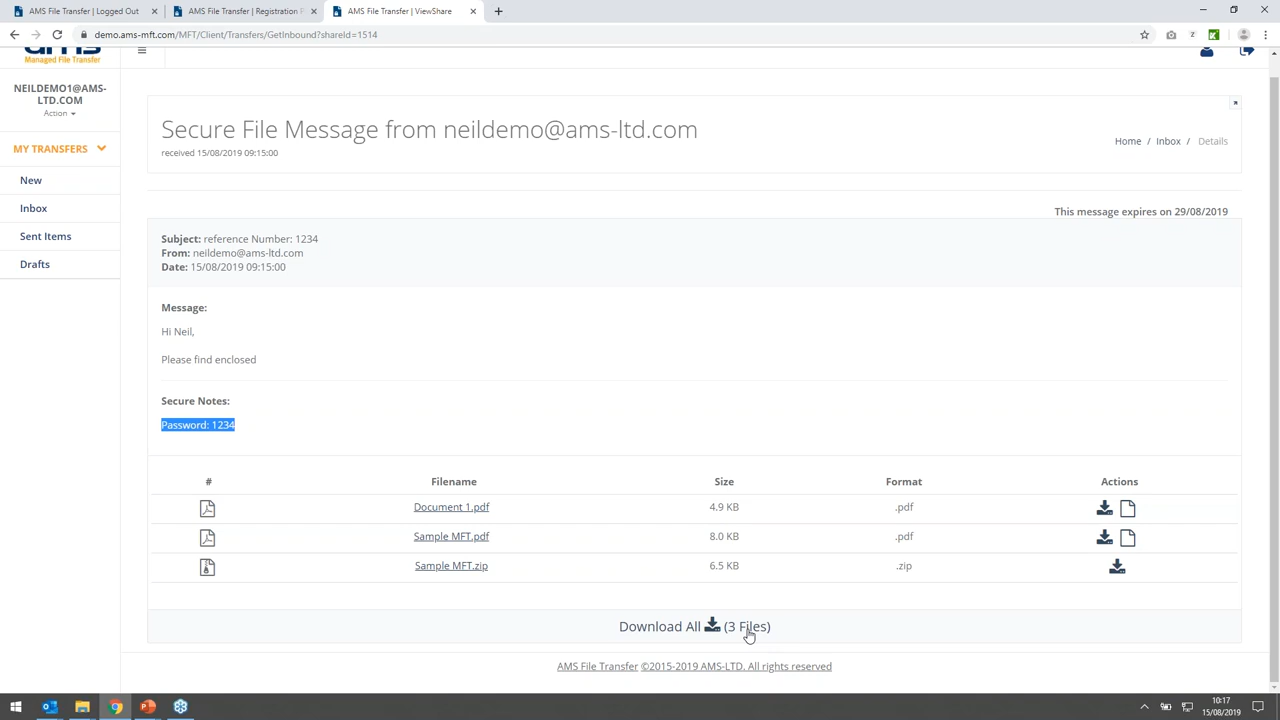 AMS File Transfer | Logged Out
AMS File Transfer | Registration F
AMS File Transfer | ViewShare
demo.ams-mft.com/MFT/Client/Transfers/GetInbound?shareId=1514
ams
Managed File Transfer
NEILDEMO1@AMS-
LTD.COM
Action
MY TRANSFERS
New
Inbox
Sent Items
Drafts
Secure File Message from neildemo@ams-ltd.com
received 15/08/2019 09:15:00
Home / Inbox / Details
This message expires on 29/08/2019
Subject: reference Number: 1234
From: neildemo@ams-ltd.com
Date: 15/08/2019 09:15:00
Message:
Hi Neil,
Please find enclosed
Secure Notes:
Password: 1234
# Filename Size Format Actions
Document 1.pdf 4.9 KB .pdf
Sample MFT.pdf 8.0 KB .pdf
Sample MFT.zip 6.5 KB .zip
Download All (3 Files)
AMS File Transfer ©2015-2019 AMS-LTD. All rights reserved
10:17
15/08/2019